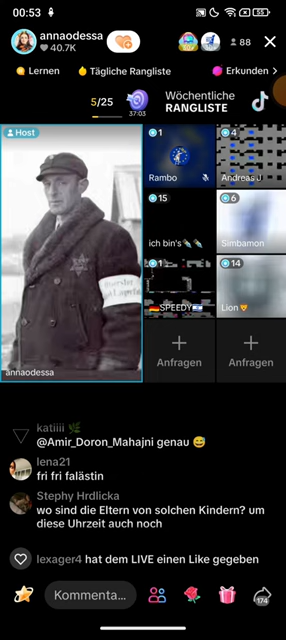 00:53
55
annaodessa
40.7K
88
Lernen
Tägliche Rangliste
Erkunden >
5/25
37:03
Wöchentliche
RANGLISTE
Host
1
Rambo
4
Andreas J
15
ich bin's
6
Simbamon
1
SPEEDY
14
Lion
annaodessa
Anfragen
Anfragen
katiiii
@Amir_Doron_Mahajni genau 😅
lena21
fri fri falästin
Stephy Hrdlicka
wo sind die Eltern von solchen Kindern? um
diese Uhrzeit auch noch
lexager4 hat dem LIVE einen Like gegeben
Kommenta...
174